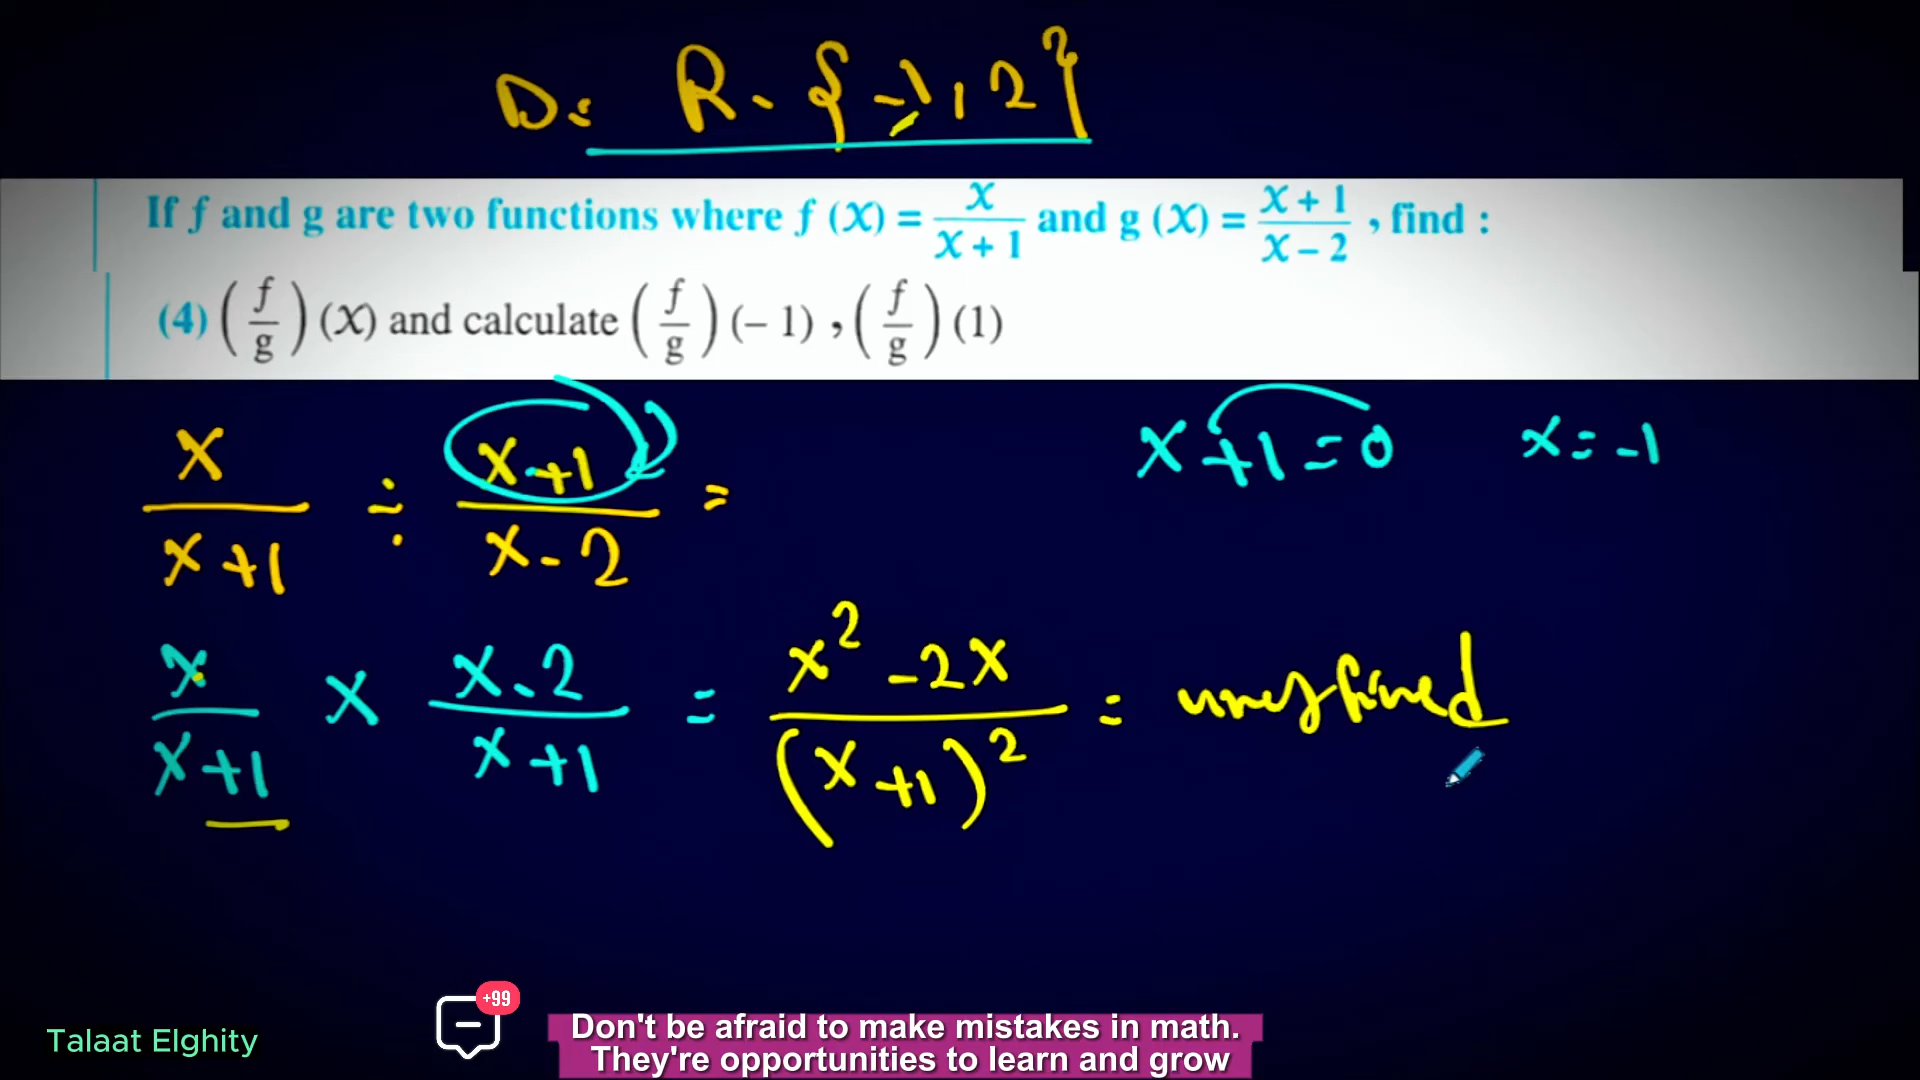 D = R - {-1, 2}
If f and g are two functions where f (X) = X/(X + 1) and g (X) = (X + 1)/(X – 2) , find :
(4) (f/g) (X) and calculate (f/g) (– 1) , (f/g) (1)
x/(x+1) ÷ (x+1)/(x-2) =
x+1=0 x=-1
x/(x+1) × (x-2)/(x+1) = (x² -2x)/(x+1)² =
+99
Talaat Elghity
Don't be afraid to make mistakes in math.
They're opportunities to learn and grow